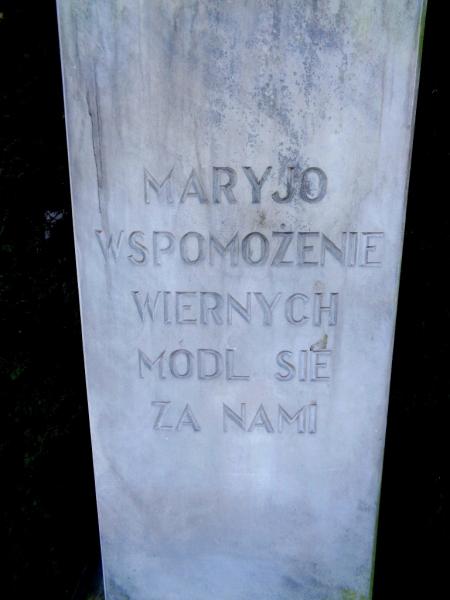 MARYJO
WSPOMOŻENIE
WIERNYCH
MÓDL SIĘ
ZA NAMI